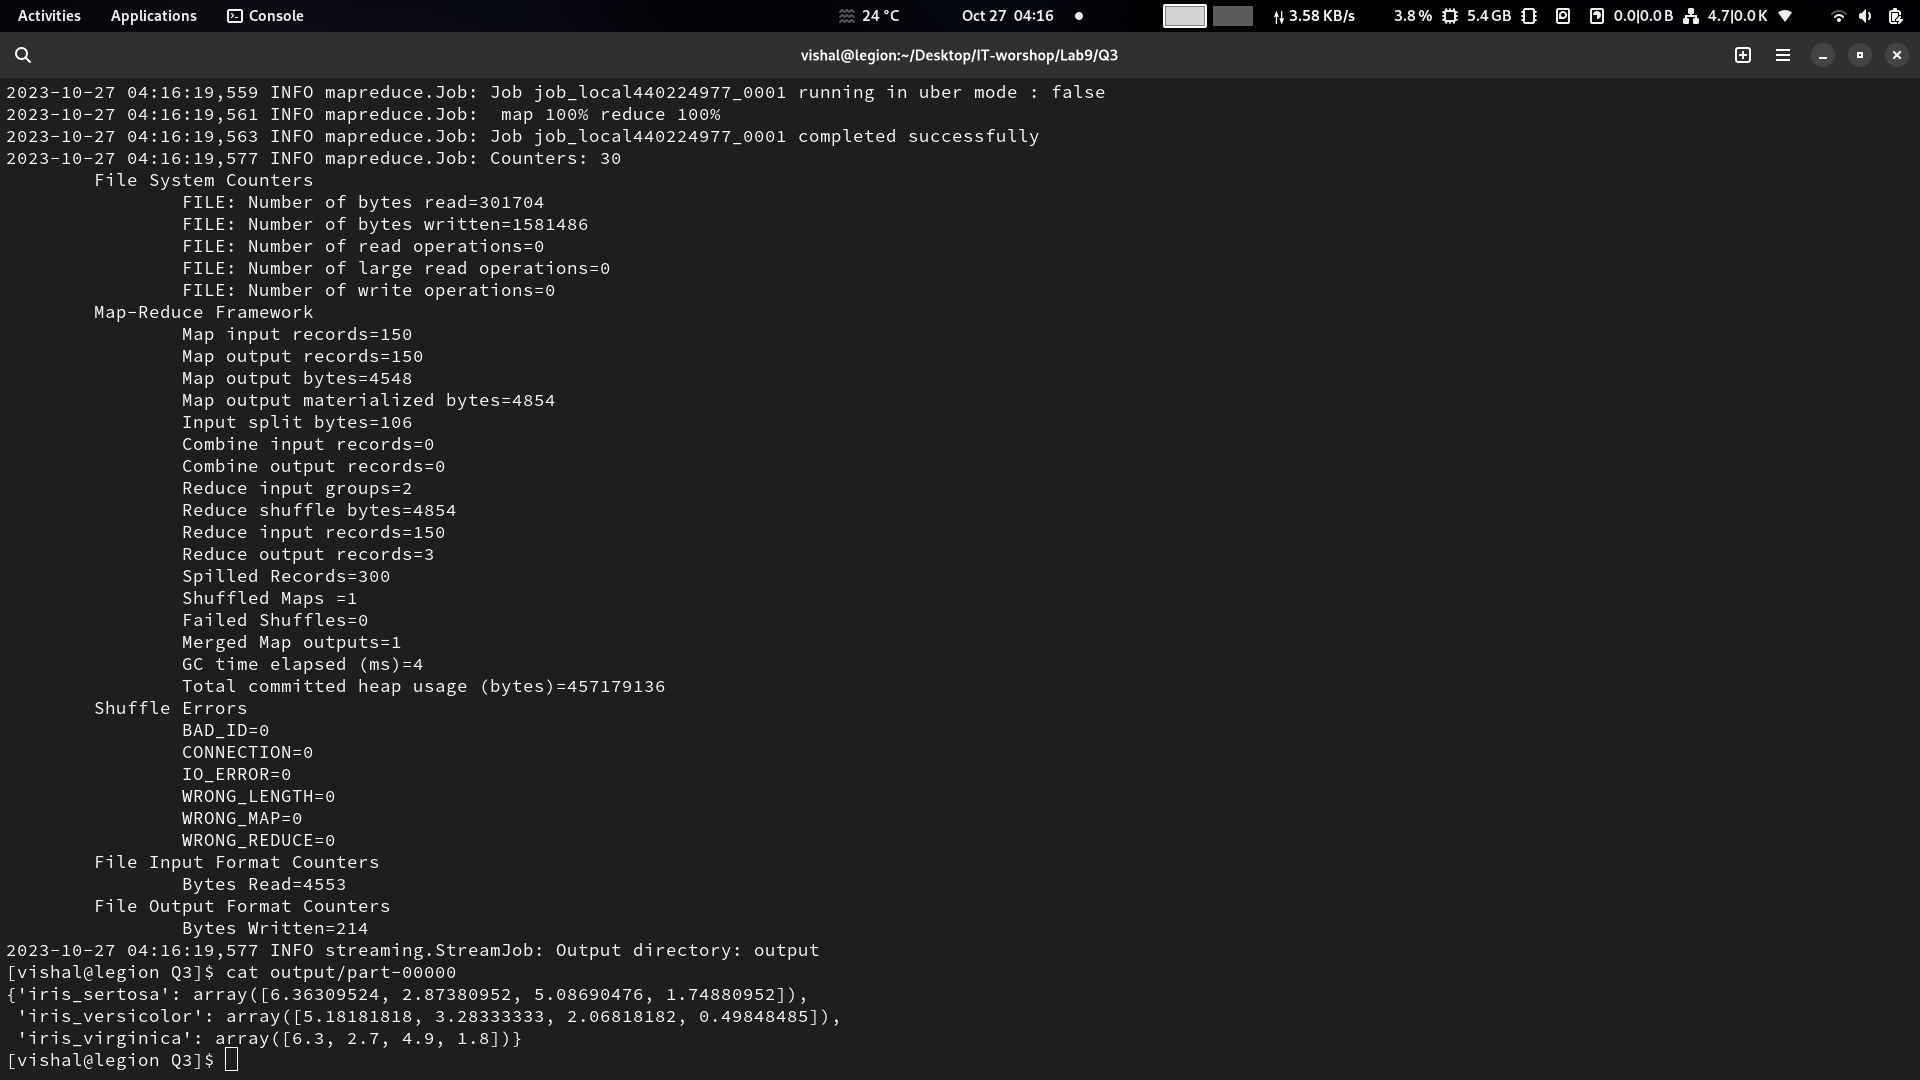 Activities Applications Console 24 °C Oct 27 04:16 3.58 KB/s 3.8 % 5.4 GB 0.0|0.0 B 4.7|0.0 K
vishal@legion:~/Desktop/IT-worshop/Lab9/Q3
2023-10-27 04:16:19,559 INFO mapreduce.Job: Job job_local440224977_0001 running in uber mode : false
2023-10-27 04:16:19,561 INFO mapreduce.Job:  map 100% reduce 100%
2023-10-27 04:16:19,563 INFO mapreduce.Job: Job job_local440224977_0001 completed successfully
2023-10-27 04:16:19,577 INFO mapreduce.Job: Counters: 30
File System Counters
FILE: Number of bytes read=301704
FILE: Number of bytes written=1581486
FILE: Number of read operations=0
FILE: Number of large read operations=0
FILE: Number of write operations=0
Map-Reduce Framework
Map input records=150
Map output records=150
Map output bytes=4548
Map output materialized bytes=4854
Input split bytes=106
Combine input records=0
Combine output records=0
Reduce input groups=2
Reduce shuffle bytes=4854
Reduce input records=150
Reduce output records=3
Spilled Records=300
Shuffled Maps =1
Failed Shuffles=0
Merged Map outputs=1
GC time elapsed (ms)=4
Total committed heap usage (bytes)=457179136
Shuffle Errors
BAD_ID=0
CONNECTION=0
IO_ERROR=0
WRONG_LENGTH=0
WRONG_MAP=0
WRONG_REDUCE=0
File Input Format Counters
Bytes Read=4553
File Output Format Counters
Bytes Written=214
2023-10-27 04:16:19,577 INFO streaming.StreamJob: Output directory: output
[vishal@legion Q3]$ cat output/part-00000
{'iris_sertosa': array([6.36309524, 2.87380952, 5.08690476, 1.74880952]),
 'iris_versicolor': array([5.18181818, 3.28333333, 2.06818182, 0.49848485]),
 'iris_virginica': array([6.3, 2.7, 4.9, 1.8])}
[vishal@legion Q3]$